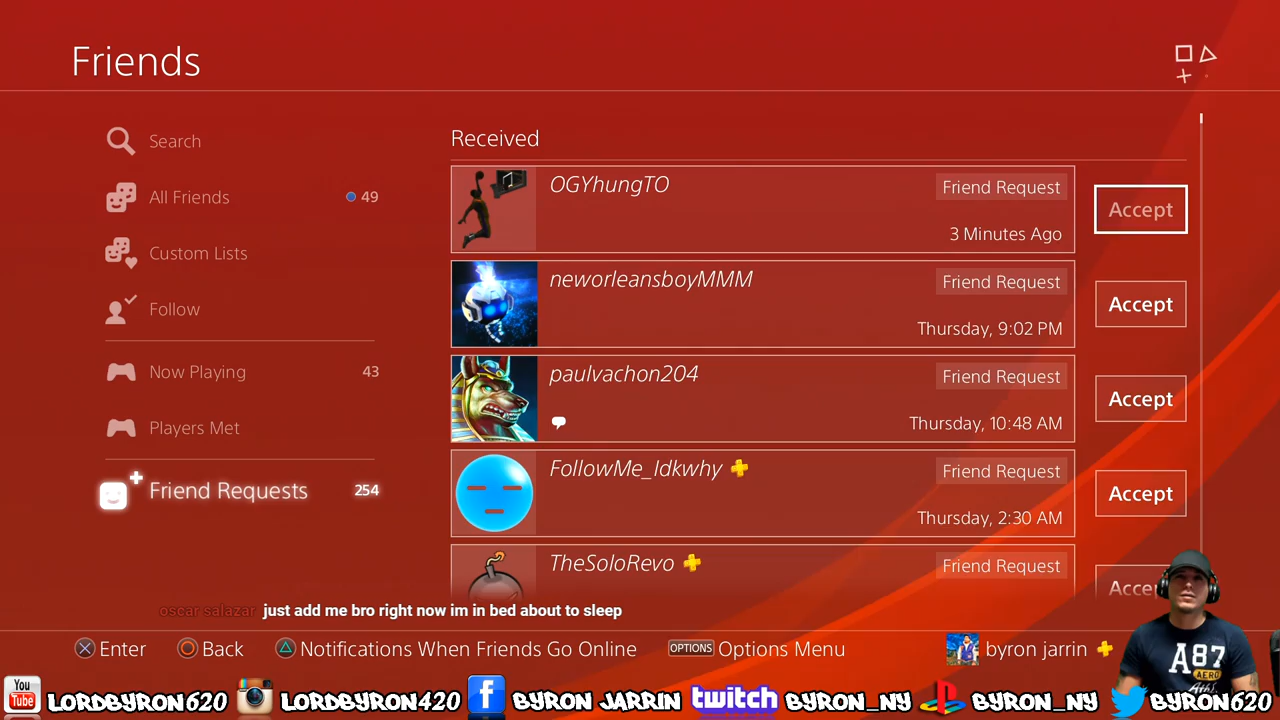 Friends
Search
All Friends 49
Custom Lists
Follow
Now Playing 43
Players Met
Friend Requests 254
Received
OGYhungTO Friend Request
3 Minutes Ago
Accept
neworleansboyMMM Friend Request
Thursday, 9:02 PM
Accept
paulvachon204 Friend Request
Thursday, 10:48 AM
Accept
FollowMe_Idkwhy Friend Request
Thursday, 2:30 AM
Accept
TheSoloRevo Friend Request
oscar salazar just add me bro right now im in bed about to sleep
Enter Back Notifications When Friends Go Online OPTIONS Options Menu byron jarrin
A87
AERO
You Tube LORDBYRON620 LORDBYRON420 f BYRON JARRIN twitch BYRON_NY BYRON_NY BYRON620